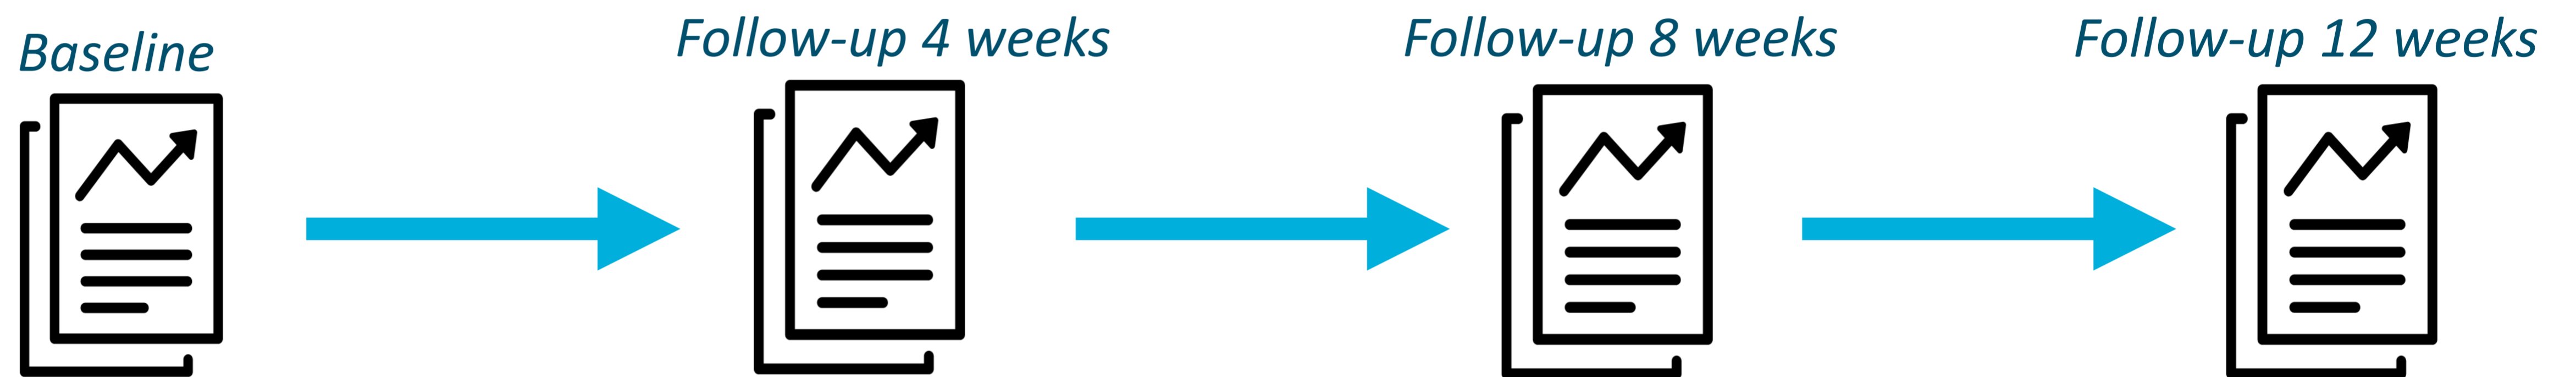 Baseline
Follow-up 4 weeks
Follow-up 8 weeks
Follow-up 12 weeks